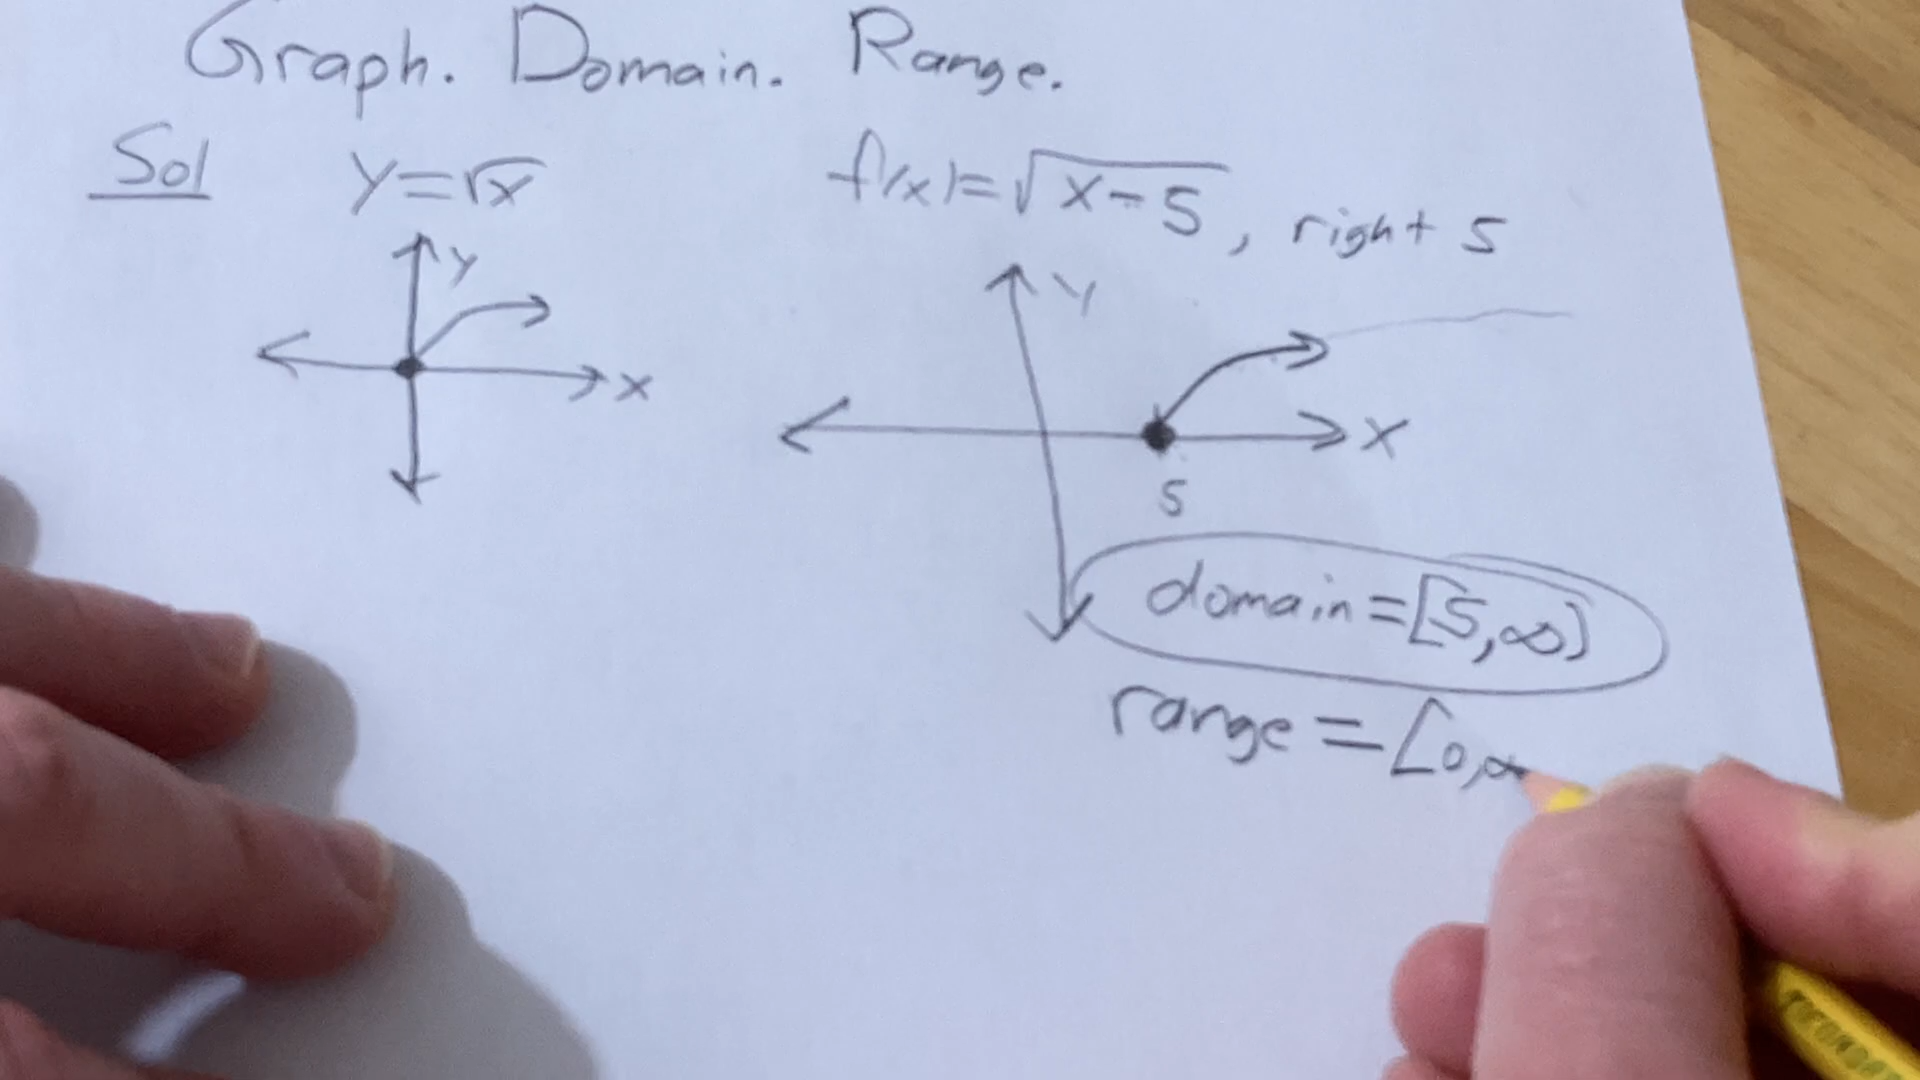 Graph. Domain. Range.
Sol
y=√x
f(x)=√x-5, right 5
y
x
y
x
5
domain=[5,∞)
range=[0,∞